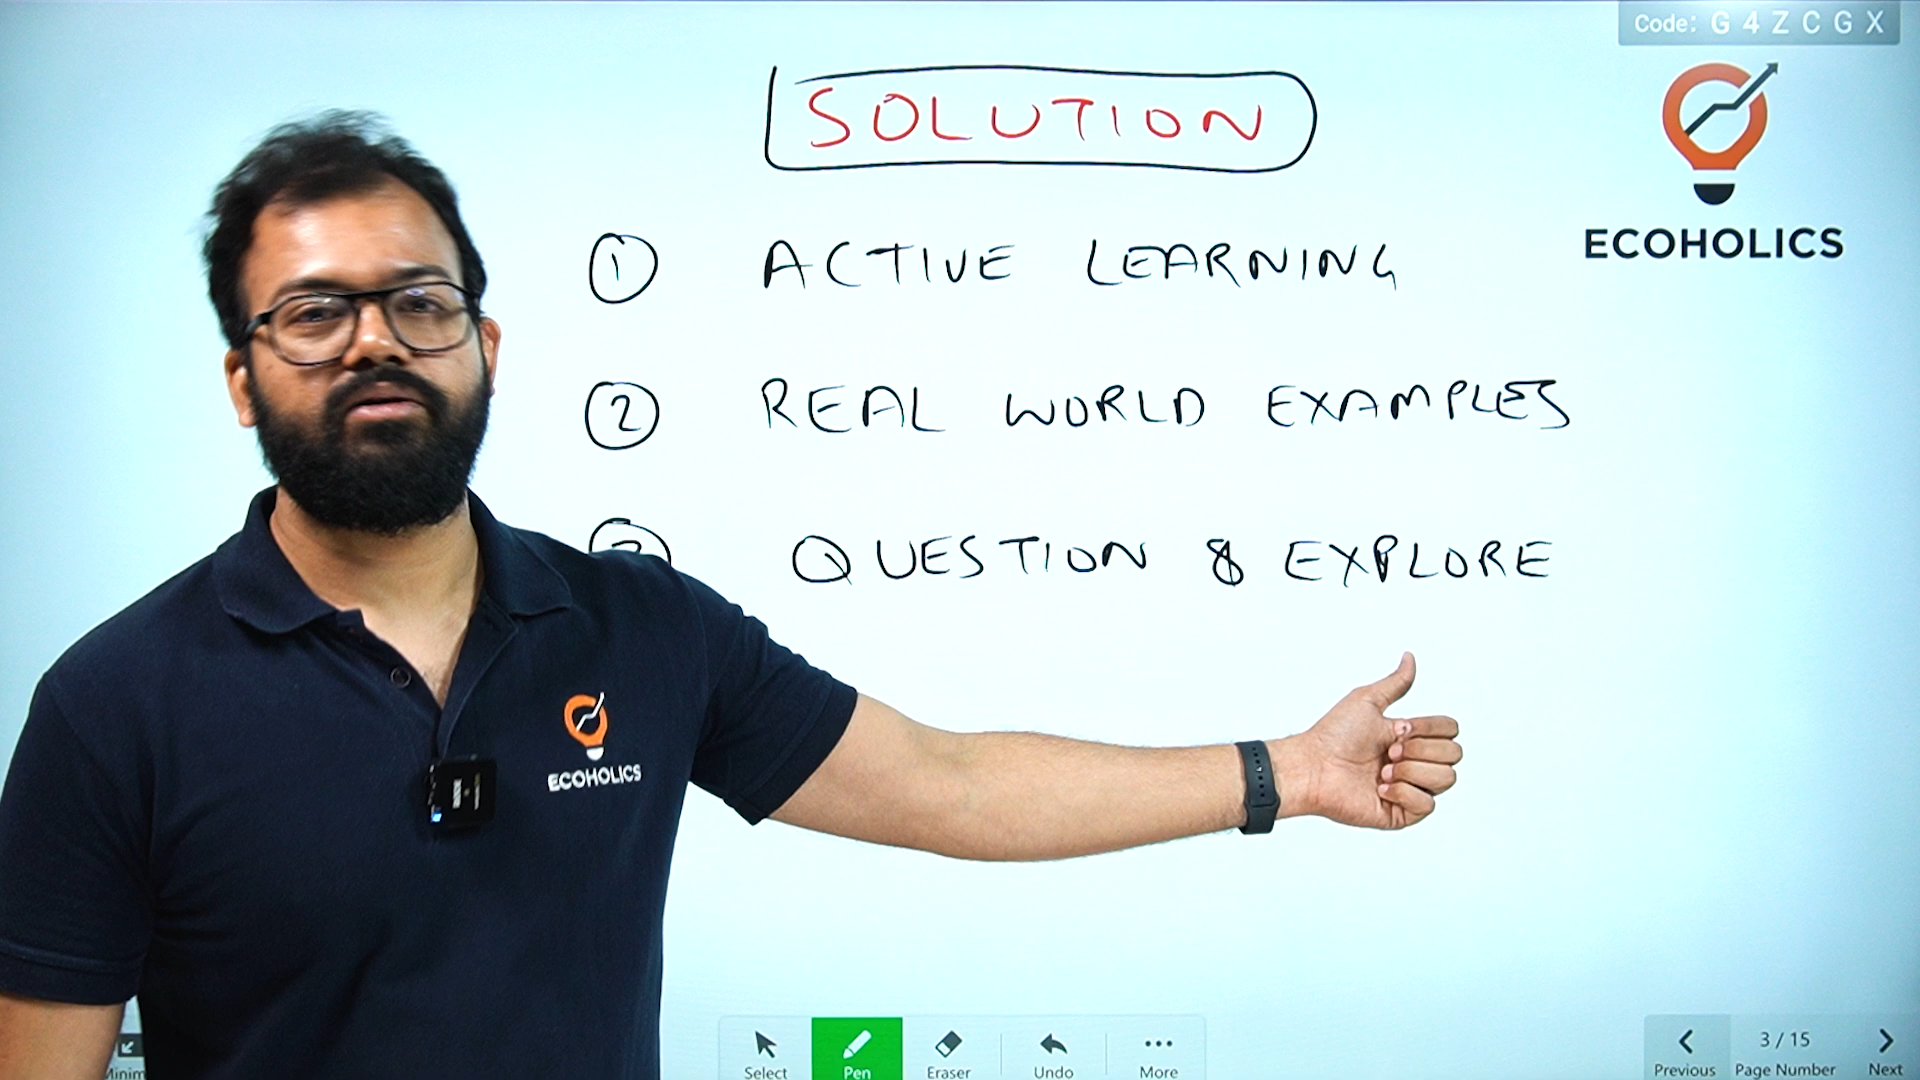 Code: G 4 Z C G X
SOLUTION
ECOHOLICS
1 ACTIVE LEARNING
2 REAL WORLD EXAMPLES
QUESTION & EXPLORE
ECOHOLICS
Select Pen Eraser Undo More
3 / 15
Previous Page Number Next